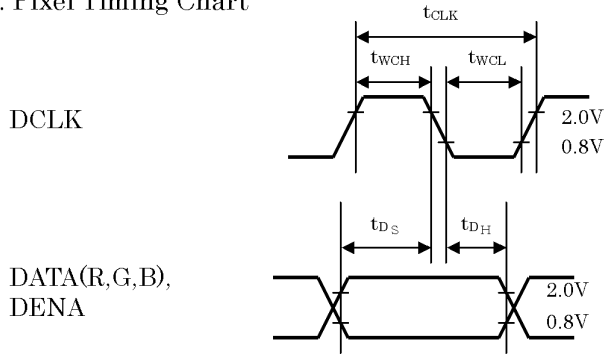 . Pixel Timing Chart
tCLK
tWCH
tWCL
DCLK
2.0V
0.8V
tDS
tDH
DATA(R,G,B),
DENA
2.0V
0.8V